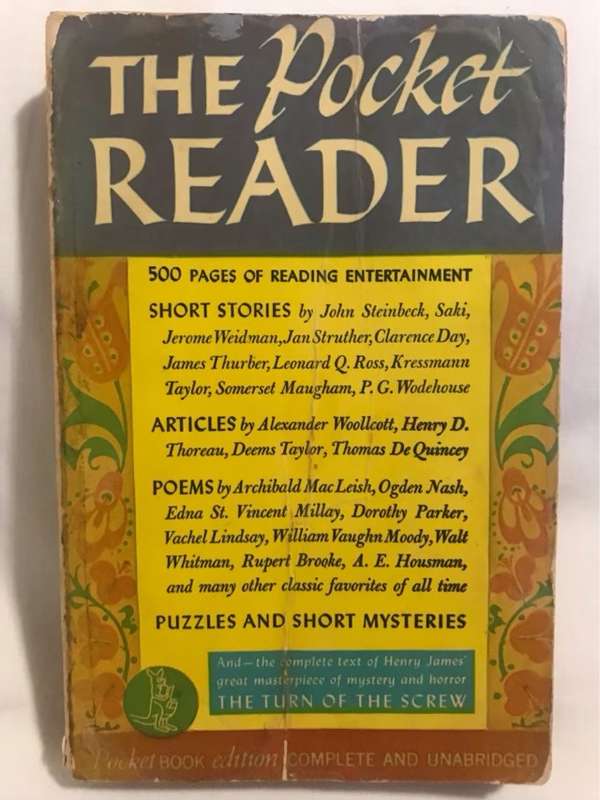 THE Pocket
READER
500 PAGES OF READING ENTERTAINMENT
SHORT STORIES by John Steinbeck, Saki,
Jerome Weidman, Jan Struther, Clarence Day,
James Thurber, Leonard Q. Ross, Kressmann
Taylor, Somerset Maugham, P. G. Wodehouse
ARTICLES by Alexander Woollcott, Henry D.
Thoreau, Deems Taylor, Thomas De Quincey
POEMS by Archibald MacLeish, Ogden Nash,
Edna St. Vincent Millay, Dorothy Parker,
Vachel Lindsay, William Vaughn Moody, Walt
Whitman, Rupert Brooke, A. E. Housman,
and many other classic favorites of all time
PUZZLES AND SHORT MYSTERIES
And—the complete text of Henry James'
great masterpiece of mystery and horror
THE TURN OF THE SCREW
Pocket BOOK edition COMPLETE AND UNABRIDGED